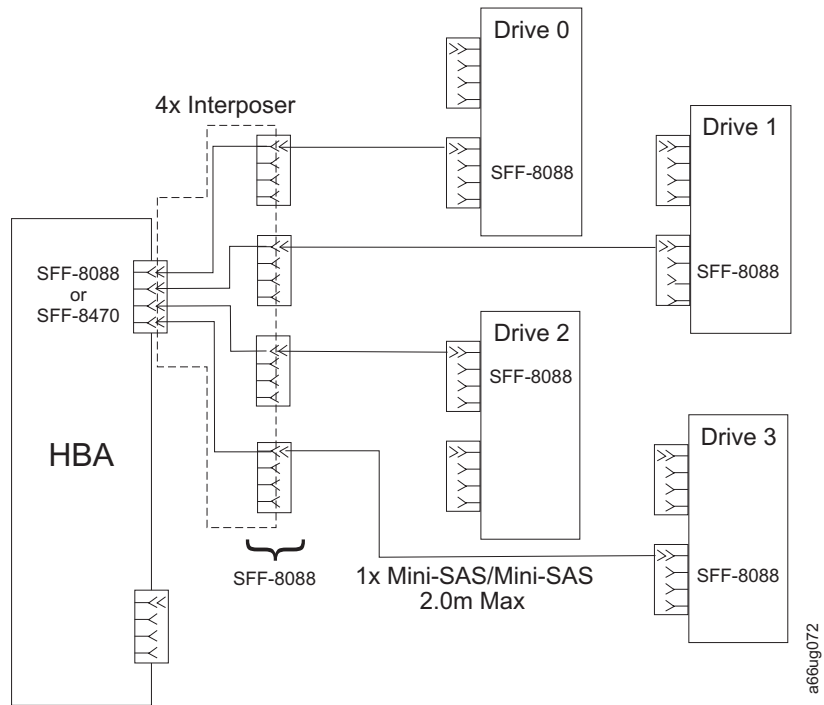 Drive 0
4x Interposer
Drive 1
SFF-8088
SFF-8088
SFF-8088
or
SFF-8470
Drive 2
SFF-8088
HBA
Drive 3
SFF-8088
SFF-8088
1x Mini-SAS/Mini-SAS
2.0m Max
a66ug072